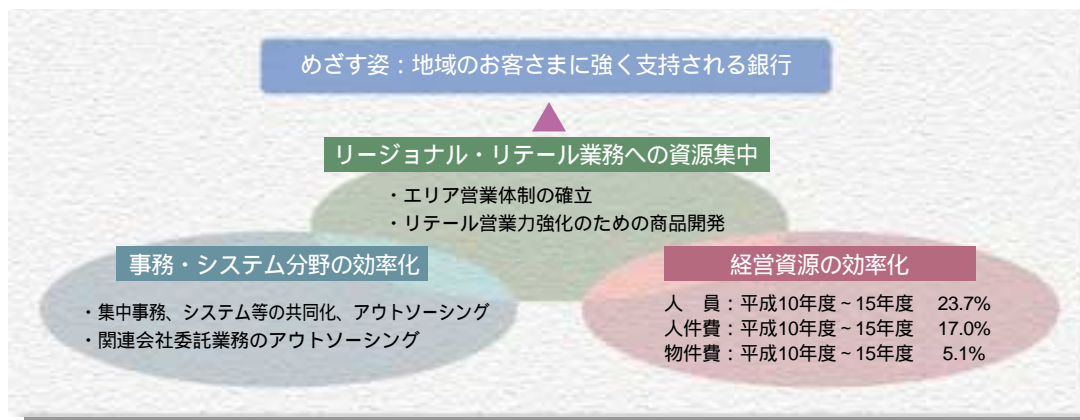 めざす姿：地域のお客さまに強く支持される銀行
リージョナル・リテール業務への資源集中
・エリア営業体制の確立
・リテール営業力強化のための商品開発
事務・システム分野の効率化
・集中事務、システム等の共同化、アウトソーシング
・関連会社委託業務のアウトソーシング
経営資源の効率化
人　員：平成10年度～15年度　23.7%
人件費：平成10年度～15年度　17.0%
物件費：平成10年度～15年度　5.1%